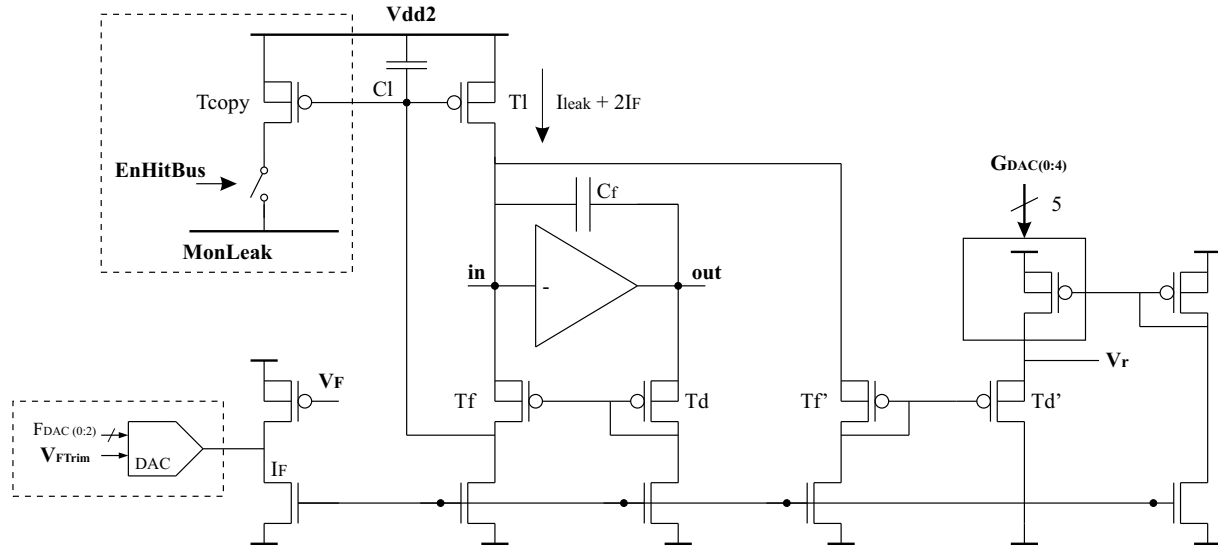 Vdd2
Cl
Tcopy
Tl
Ileak + 2IF
EnHitBus
MonLeak
GDAC(0:4)
5
Cf
in
-
out
Vr
VF
Tf
Td
Tf’
Td’
FDAC (0:2)
VFTrim
DAC
IF